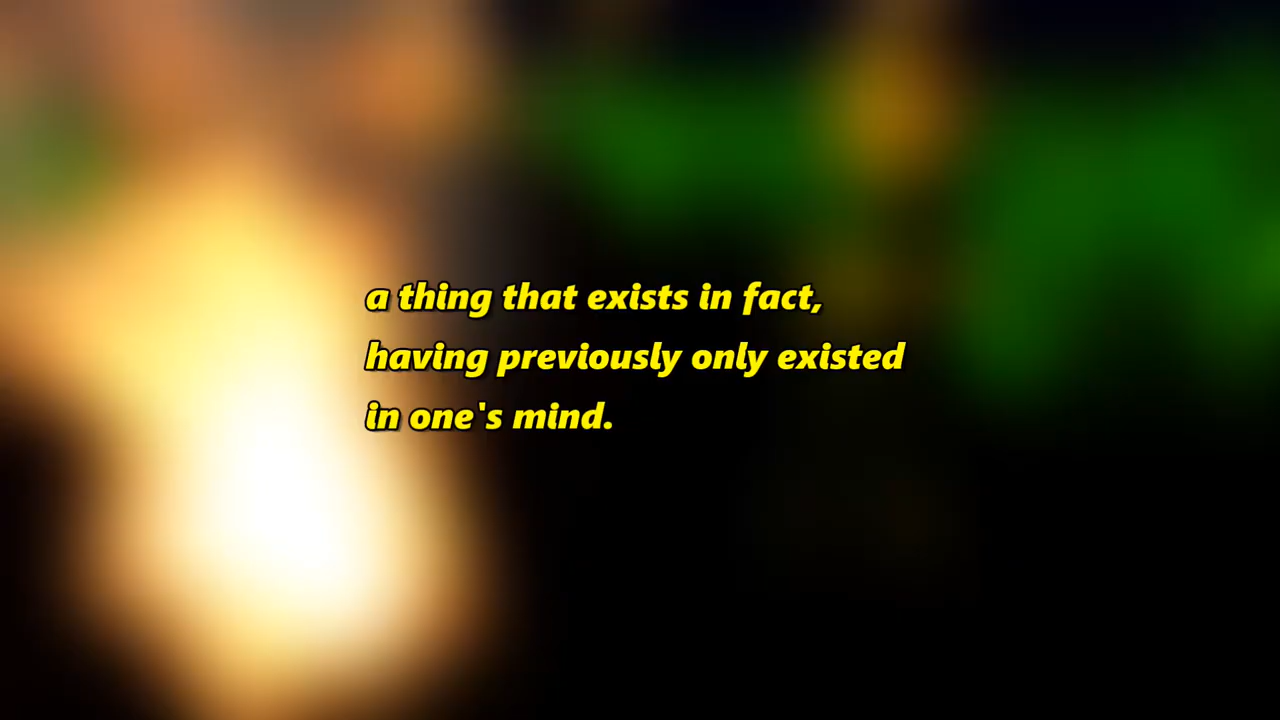 a thing that exists in fact,
having previously only existed
in one's mind.